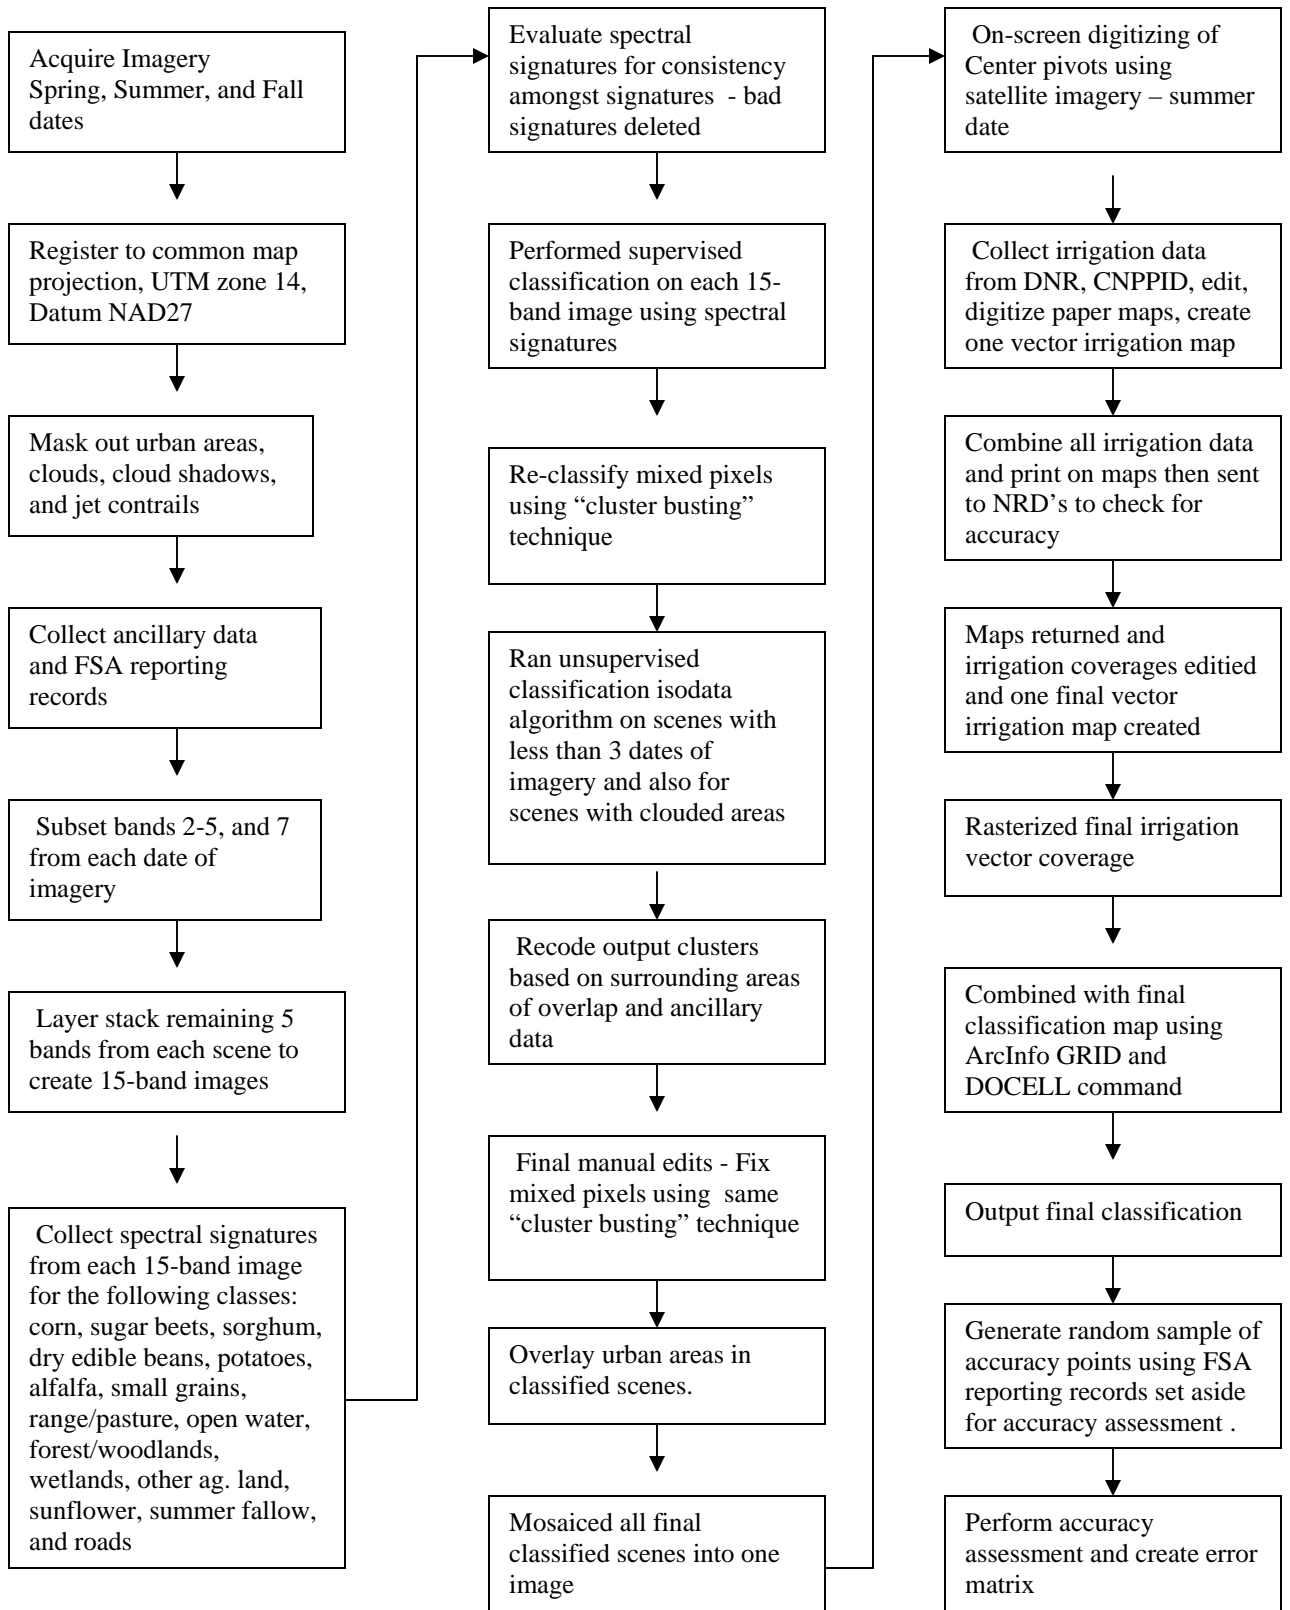 Acquire Imagery
Spring, Summer, and Fall
dates
Register to common map
projection, UTM zone 14,
Datum NAD27
Mask out urban areas,
clouds, cloud shadows,
and jet contrails
Collect ancillary data
and FSA reporting
records
Subset bands 2-5, and 7
from each date of
imagery
Layer stack remaining 5
bands from each scene to
create 15-band images
Collect spectral signatures
from each 15-band image
for the following classes:
corn, sugar beets, sorghum,
dry edible beans, potatoes,
alfalfa, small grains,
range/pasture, open water,
forest/woodlands,
wetlands, other ag. land,
sunflower, summer fallow,
and roads
Evaluate spectral
signatures for consistency
amongst signatures  - bad
signatures deleted
Performed supervised
classification on each 15-
band image using spectral
signatures
Re-classify mixed pixels
using “cluster busting”
technique
Ran unsupervised
classification isodata
algorithm on scenes with
less than 3 dates of
imagery and also for
scenes with clouded areas
Recode output clusters
based on surrounding areas
of overlap and ancillary
data
Final manual edits - Fix
mixed pixels using  same
“cluster busting” technique
Overlay urban areas in
classified scenes.
Mosaiced all final
classified scenes into one
image
On-screen digitizing of
Center pivots using
satellite imagery – summer
date
Collect irrigation data
from DNR, CNPPID, edit,
digitize paper maps, create
one vector irrigation map
Combine all irrigation data
and print on maps then sent
to NRD’s to check for
accuracy
Maps returned and
irrigation coverages editied
and one final vector
irrigation map created
Rasterized final irrigation
vector coverage
Combined with final
classification map using
ArcInfo GRID and
DOCELL command
Output final classification
Generate random sample of
accuracy points using FSA
reporting records set aside
for accuracy assessment .
Perform accuracy
assessment and create error
matrix